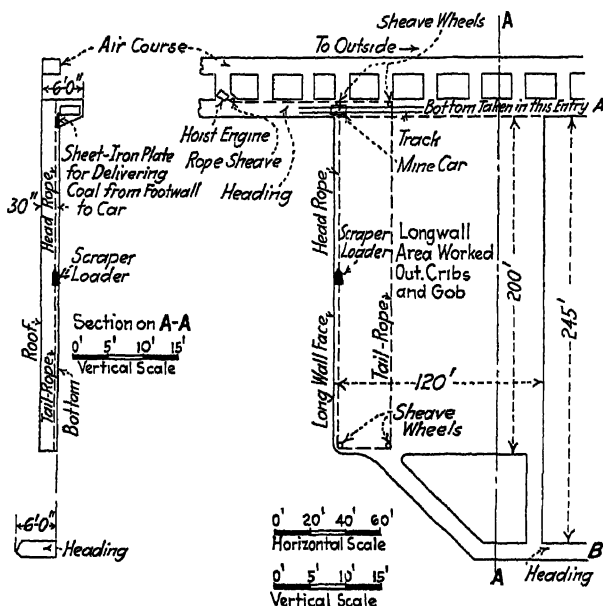 Air Course
6'0"
Sheet-Iron Plate
for Delivering
Coal from Footwall
to Car
30"
Head Rope
Scraper
Loader
Section on A-A
0' 5' 10' 15'
Vertical Scale
Roof
Tail-Rope
Bottom
6'0"
Heading
Sheave Wheels
A
To Outside
Bottom Taken in this Entry
A
Hoist Engine
Rope Sheave
Heading
Track
Mine Car
Head Rope
Scraper
Loader
Longwall
Area Worked
Out. Cribs
and Gob
200'
245'
Long Wall Face
Tail-Rope
120'
Sheave
Wheels
0' 20' 40' 60'
Horizontal Scale
0' 5' 10' 15'
Vertical Scale
A
Heading
B